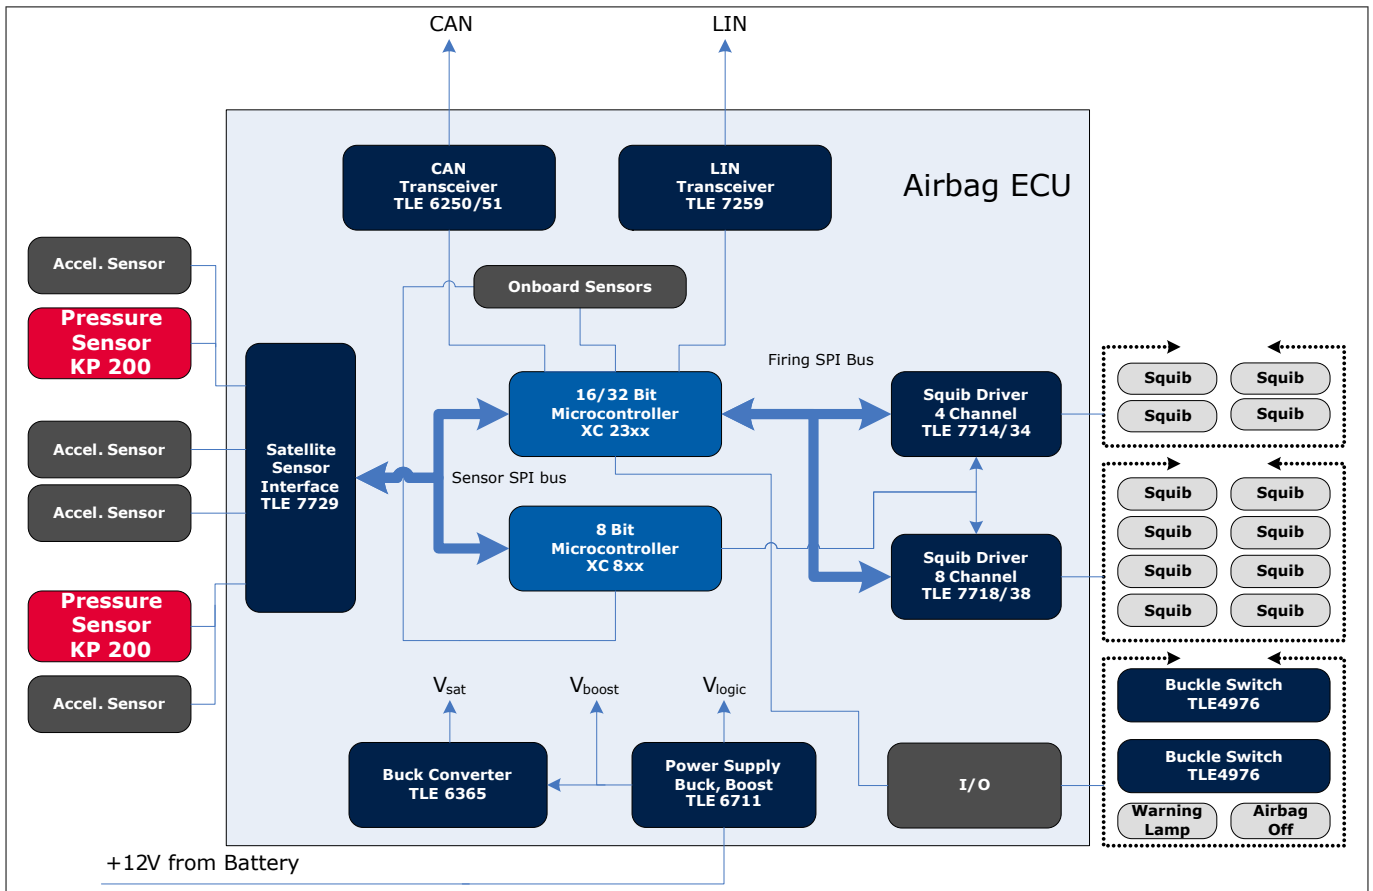 CAN
LIN
CAN
Transceiver
TLE 6250/51
LIN
Transceiver
TLE 7259
Airbag ECU
Accel. Sensor
Onboard Sensors
Pressure
Sensor
KP 200
Firing SPI Bus
16/32 Bit
Microcontroller
XC 23xx
Squib Driver
4 Channel
TLE 7714/34
Squib
Squib
Squib
Squib
Accel. Sensor
Satellite
Sensor
Interface
TLE 7729
Sensor SPI bus
Accel. Sensor
8 Bit
Microcontroller
XC 8xx
Squib Driver
8 Channel
TLE 7718/38
Squib
Squib
Squib
Squib
Squib
Squib
Squib
Squib
Pressure
Sensor
KP 200
Accel. Sensor
Vsat
Vboost
Vlogic
Buckle Switch
TLE4976
Buck Converter
TLE 6365
Power Supply
Buck, Boost
TLE 6711
I/O
Buckle Switch
TLE4976
Warning
Lamp
Airbag
Off
+12V from Battery